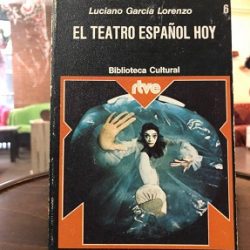 Luciano García Lorenzo
6
EL TEATRO ESPAÑOL HOY
Biblioteca Cultural
rtve